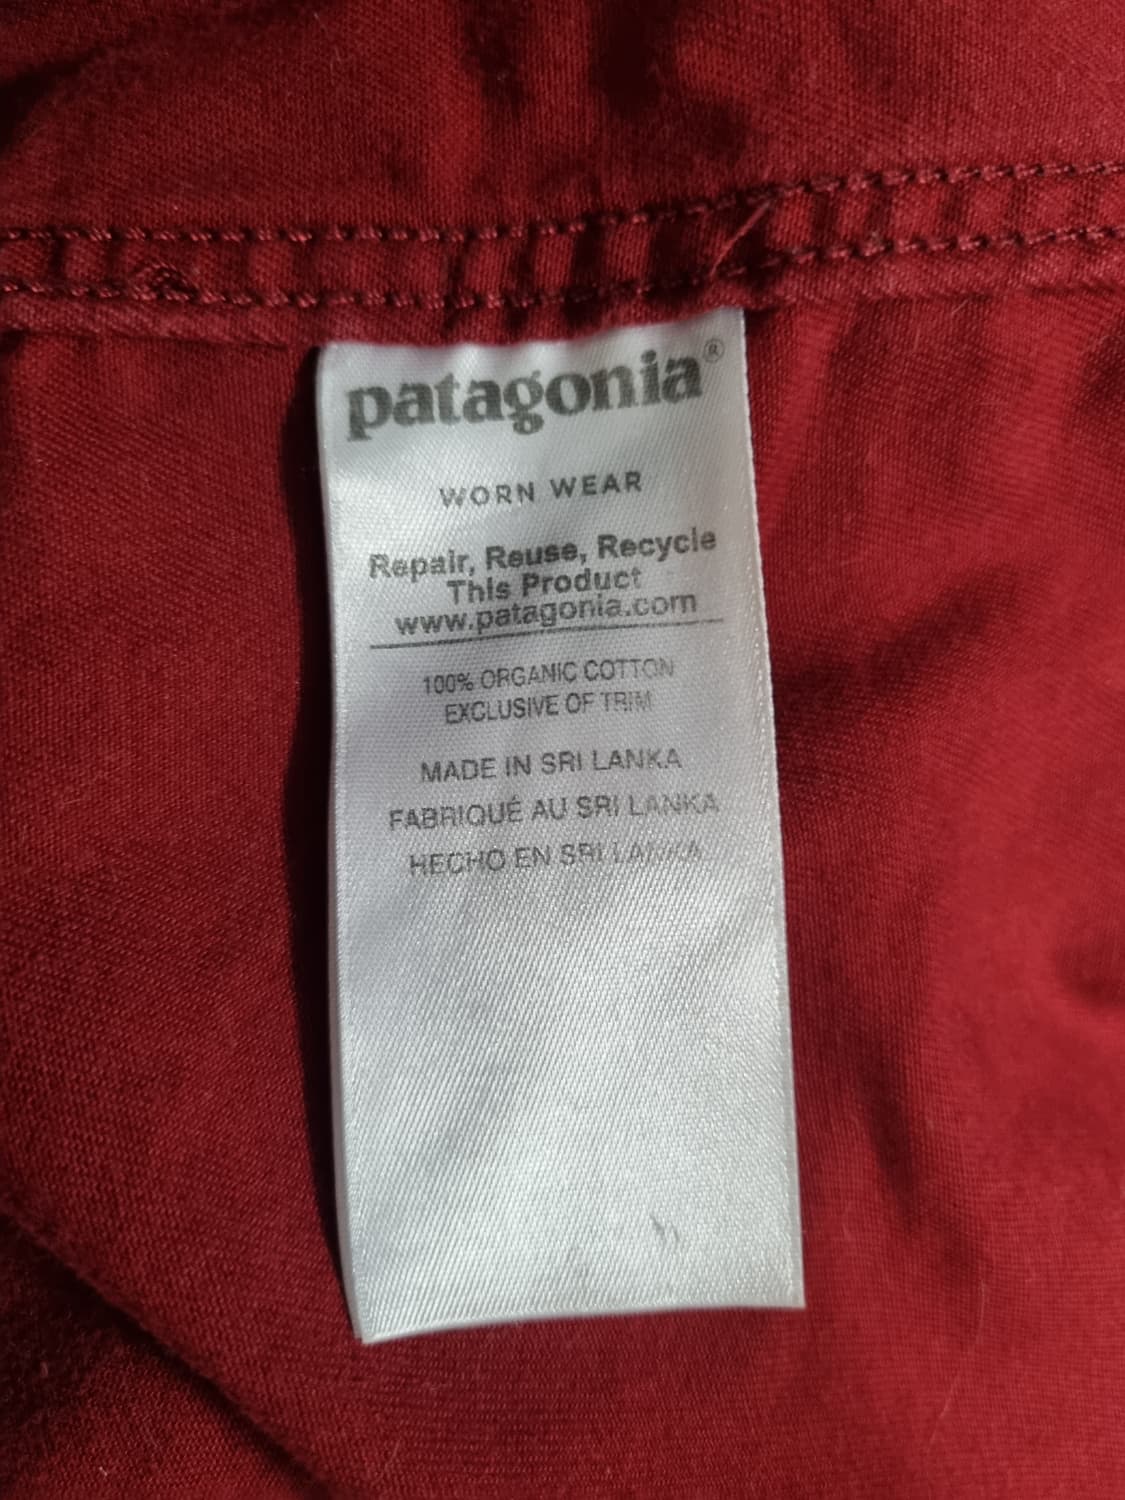 patagonia®
WORN WEAR
Repair, Reuse, Recycle
This Product
www.patagonia.com
100% ORGANIC COTTON
EXCLUSIVE OF TRIM
MADE IN SRI LANKA
FABRIQUÉ AU SRI LANKA
HECHO EN SRI LANKA